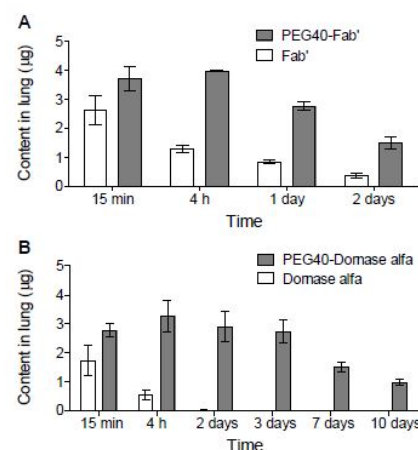 A
PEG40-Fab'
Fab'
Content in lung (µg)
5
4
3
2
1
0
15 min 4 h 1 day 2 days
Time
B
PEG40-Dornase alfa
Dornase alfa
Content in lung (µg)
5
4
3
2
1
0
15 min 4 h 2 days 3 days 7 days 10 days
Time